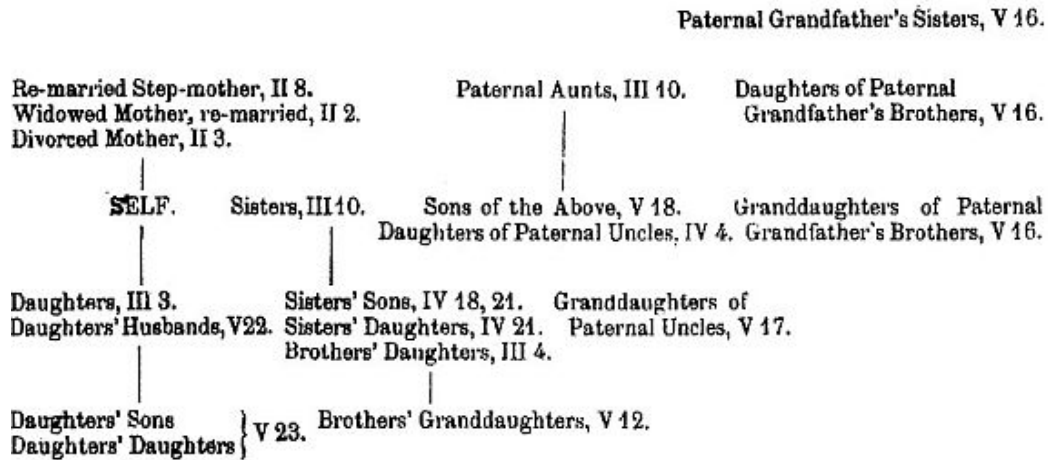 Paternal Grandfather's Sisters, V 16.
Re-married Step-mother, II 8. Paternal Aunts, III 10. Daughters of Paternal
Widowed Mother, re-married, II 2. Grandfather's Brothers, V 16.
Divorced Mother, II 3.
SELF. Sisters, III 10. Sons of the Above, V 18. Granddaughters of Paternal
Daughters of Paternal Uncles, IV 4. Grandfather's Brothers, V 16.
Daughters, III 3. Sisters' Sons, IV 18, 21. Granddaughters of
Daughters' Husbands, V 22. Sisters' Daughters, IV 21. Paternal Uncles, V 17.
Brothers' Daughters, III 4.
Daughters' Sons Brothers' Granddaughters, V 12.
Daughters' Daughters } V 23.